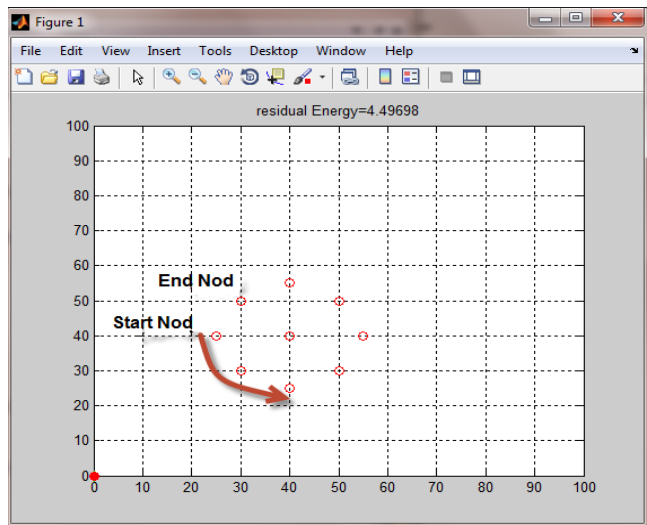 Figure 1
File Edit View Insert Tools Desktop Window Help
residual Energy=4.49698
100
90
80
70
60
End Nod
50
Start Nod
40
30
20
10
0
0 10 20 30 40 50 60 70 80 90 100